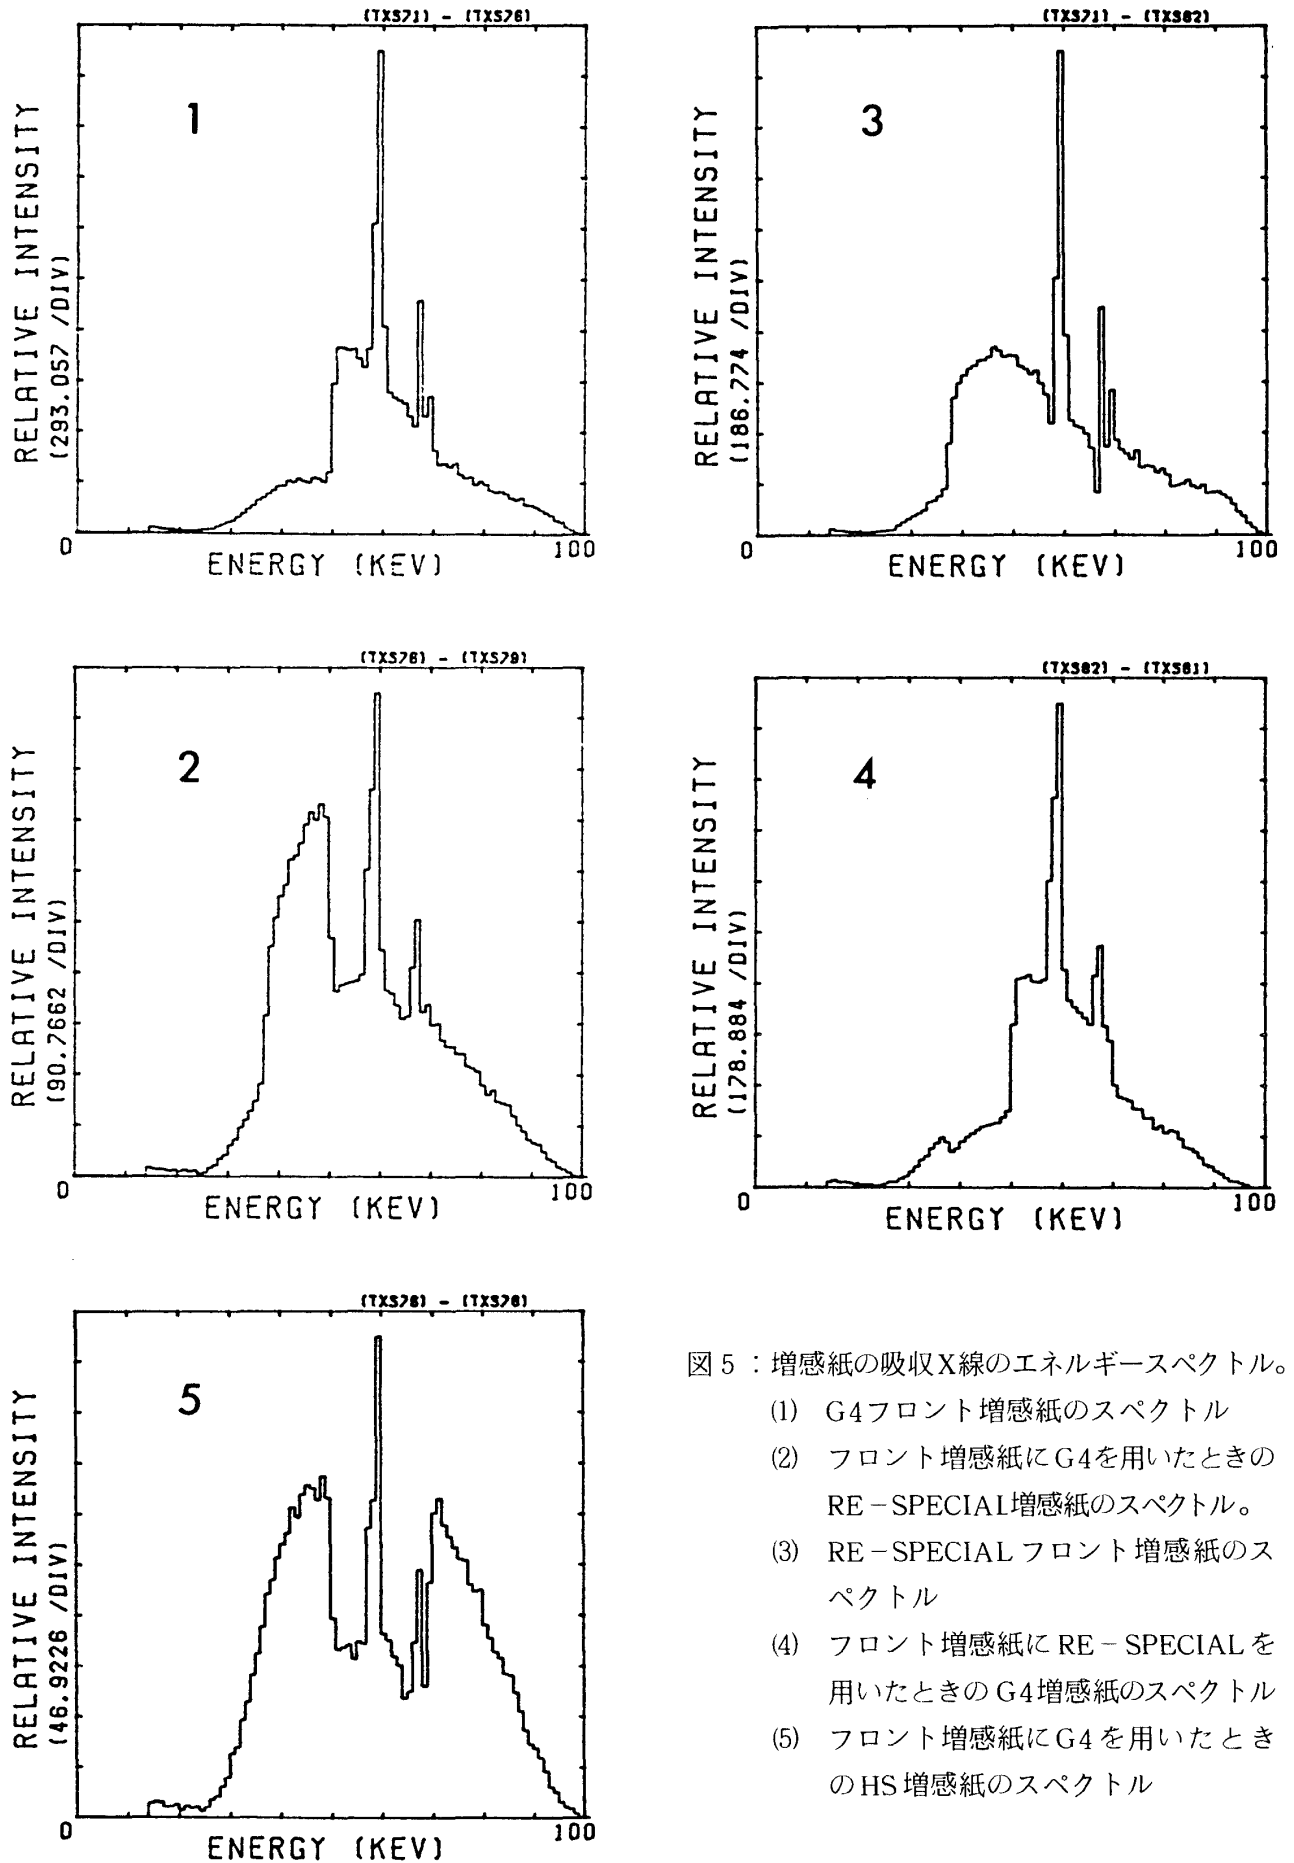 (TXS71) - (TXS76)
1
RELATIVE INTENSITY
(293.057 /DIV)
0
100
ENERGY (KEV)
(TXS71) - (TXS82)
3
RELATIVE INTENSITY
(186.774 /DIV)
0
100
ENERGY (KEV)
(TXS76) - (TXS79)
2
RELATIVE INTENSITY
(90.7662 /DIV)
0
100
ENERGY (KEV)
(TXS82) - (TXS81)
4
RELATIVE INTENSITY
(178.884 /DIV)
0
100
ENERGY (KEV)
(TXS76) - (TXS78)
5
RELATIVE INTENSITY
(46.9226 /DIV)
0
100
ENERGY (KEV)
図5：増感紙の吸収X線のエネルギースペクトル。
(1) G4フロント増感紙のスペクトル
(2) フロント増感紙にG4を用いたときの
RE－SPECIAL増感紙のスペクトル。
(3) RE－SPECIALフロント増感紙のス
ペクトル
(4) フロント増感紙にRE－SPECIALを
用いたときのG4増感紙のスペクトル
(5) フロント増感紙にG4を用いたとき
のHS増感紙のスペクトル